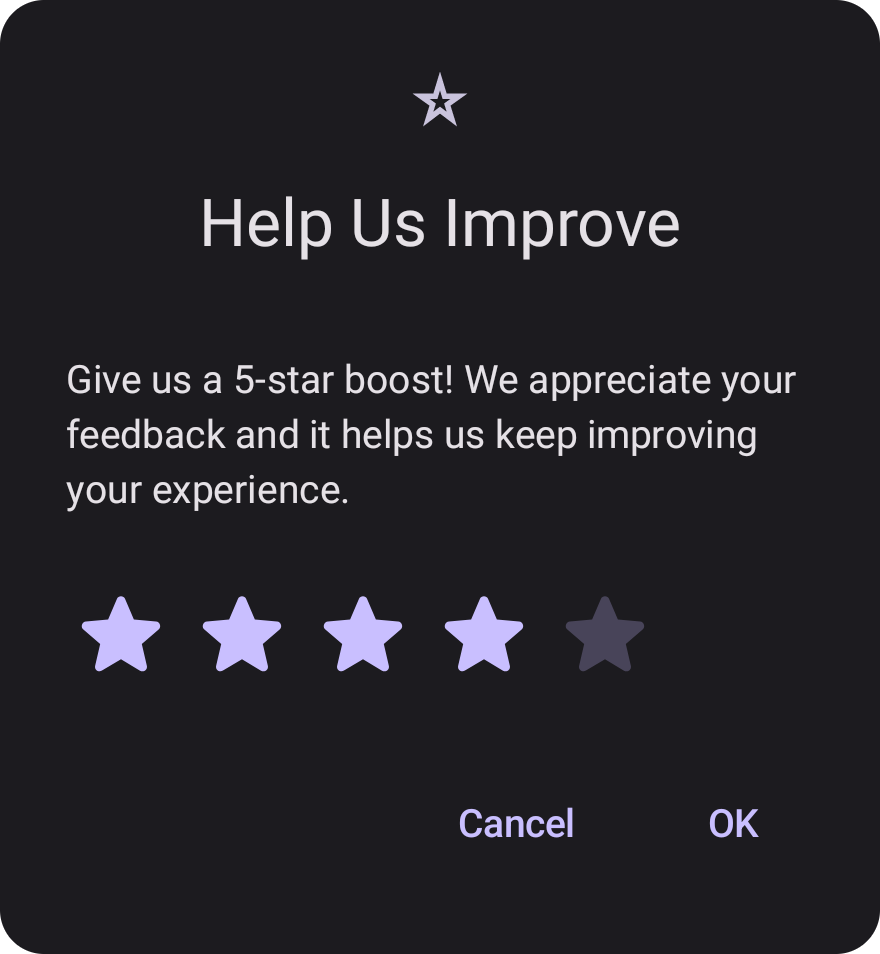 Help Us Improve
Give us a 5-star boost! We appreciate your
feedback and it helps us keep improving
your experience.
Cancel OK